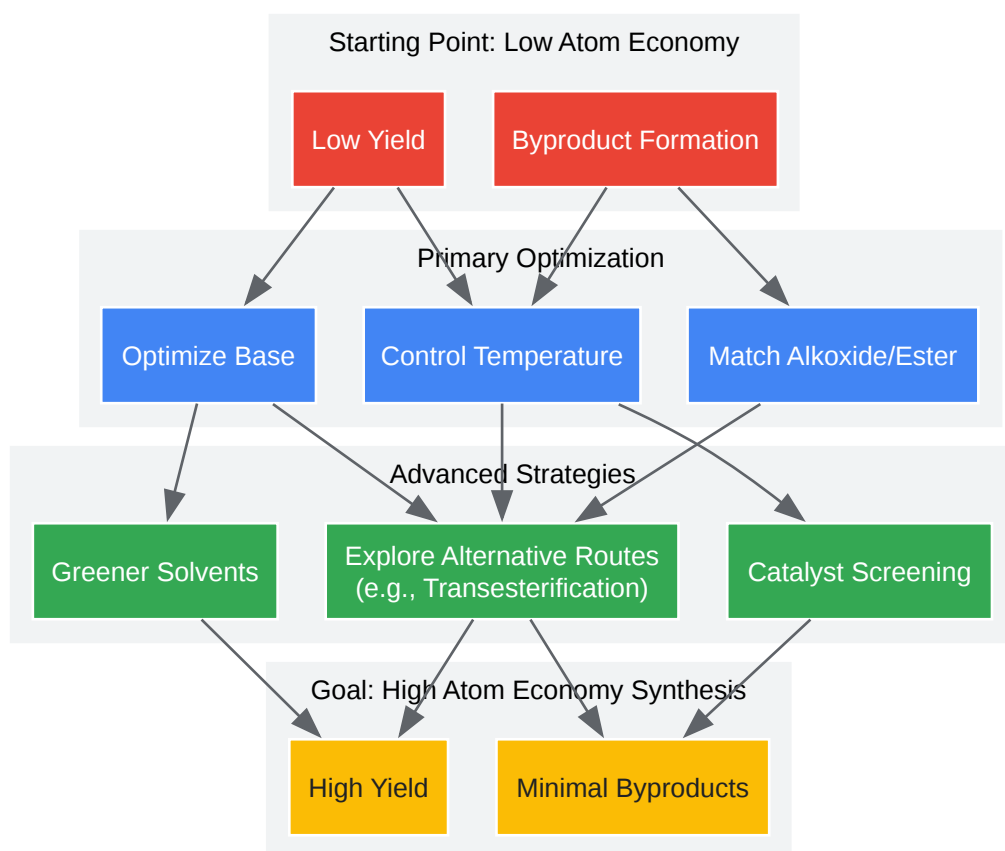 Starting Point: Low Atom Economy
Low Yield
Byproduct Formation
Primary Optimization
Optimize Base
Control Temperature
Match Alkoxide/Ester
Advanced Strategies
Greener Solvents
Explore Alternative Routes
(e.g., Transesterification)
Catalyst Screening
Goal: High Atom Economy Synthesis
High Yield
Minimal Byproducts